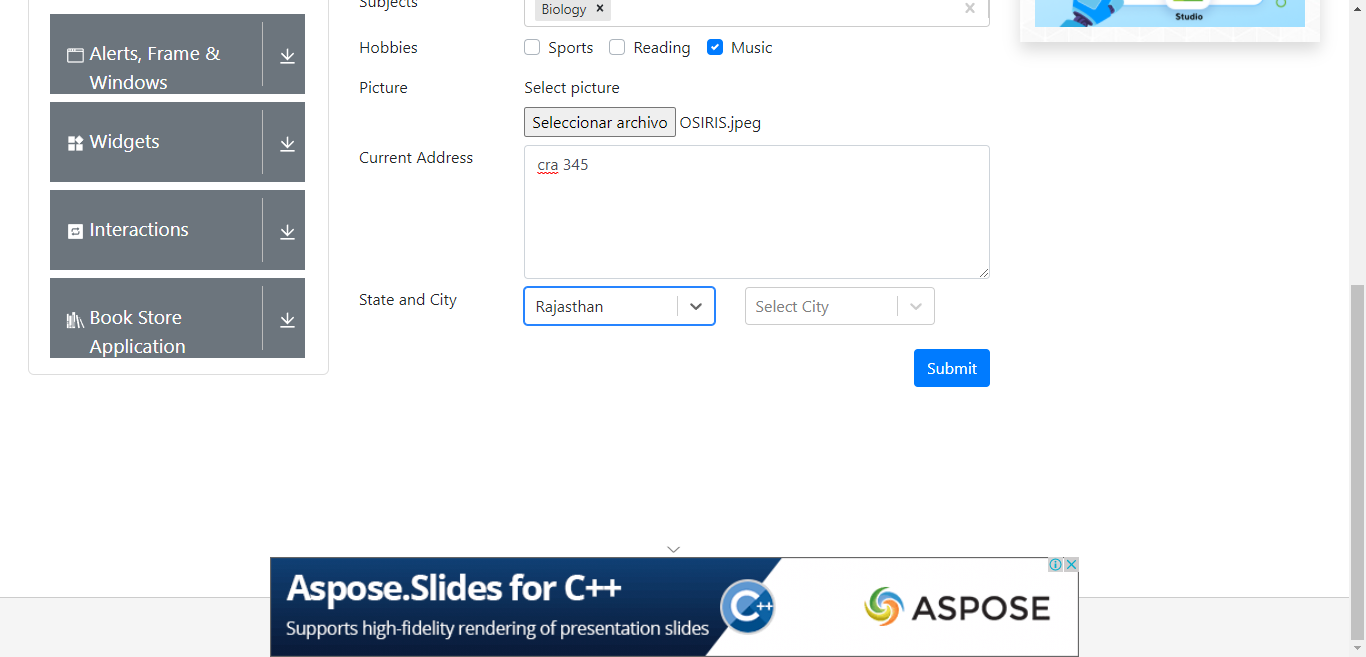 Subjects
Biology ×
Studio
Alerts, Frame & Windows
Hobbies
Sports Reading Music
Picture
Select picture
Widgets
Seleccionar archivo OSIRIS.jpeg
Current Address
cra 345
Interactions
State and City
Rajasthan
Select City
Book Store Application
Submit
Aspose.Slides for C++
Supports high-fidelity rendering of presentation slides
C++
ASPOSE